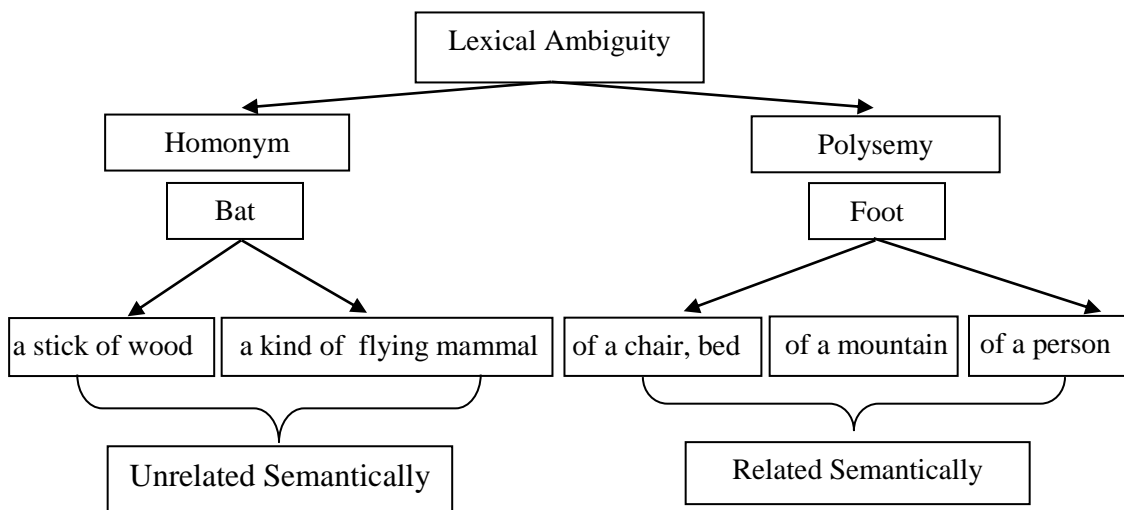 Lexical Ambiguity
Homonym
Polysemy
Bat
Foot
a stick of wood
a kind of flying mammal
of a chair, bed
of a mountain
of a person
Unrelated Semantically
Related Semantically